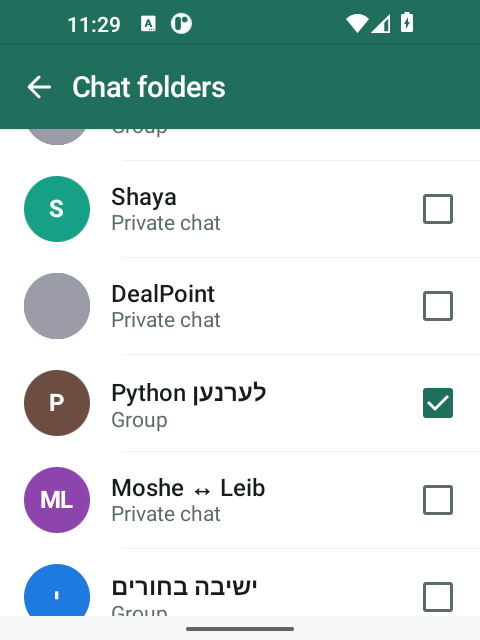 11:29
A
Chat folders
Group
S
Shaya
Private chat
DealPoint
Private chat
P
Python לערנען
Group
ML
Moshe ↔ Leib
Private chat
י
ישיבה בחורים
Group